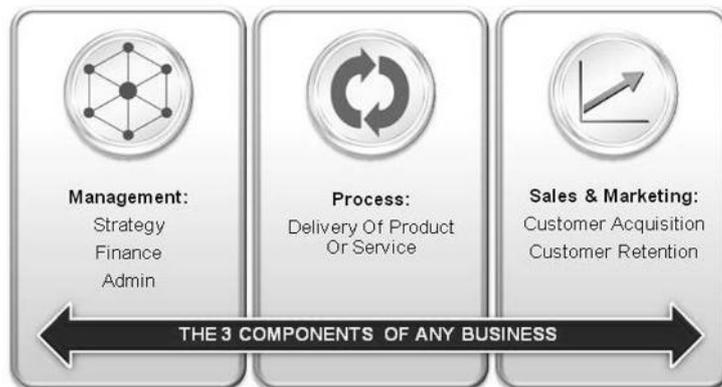 Management:
Strategy
Finance
Admin
Process:
Delivery Of Product
Or Service
Sales & Marketing:
Customer Acquisition
Customer Retention
THE 3 COMPONENTS OF ANY BUSINESS